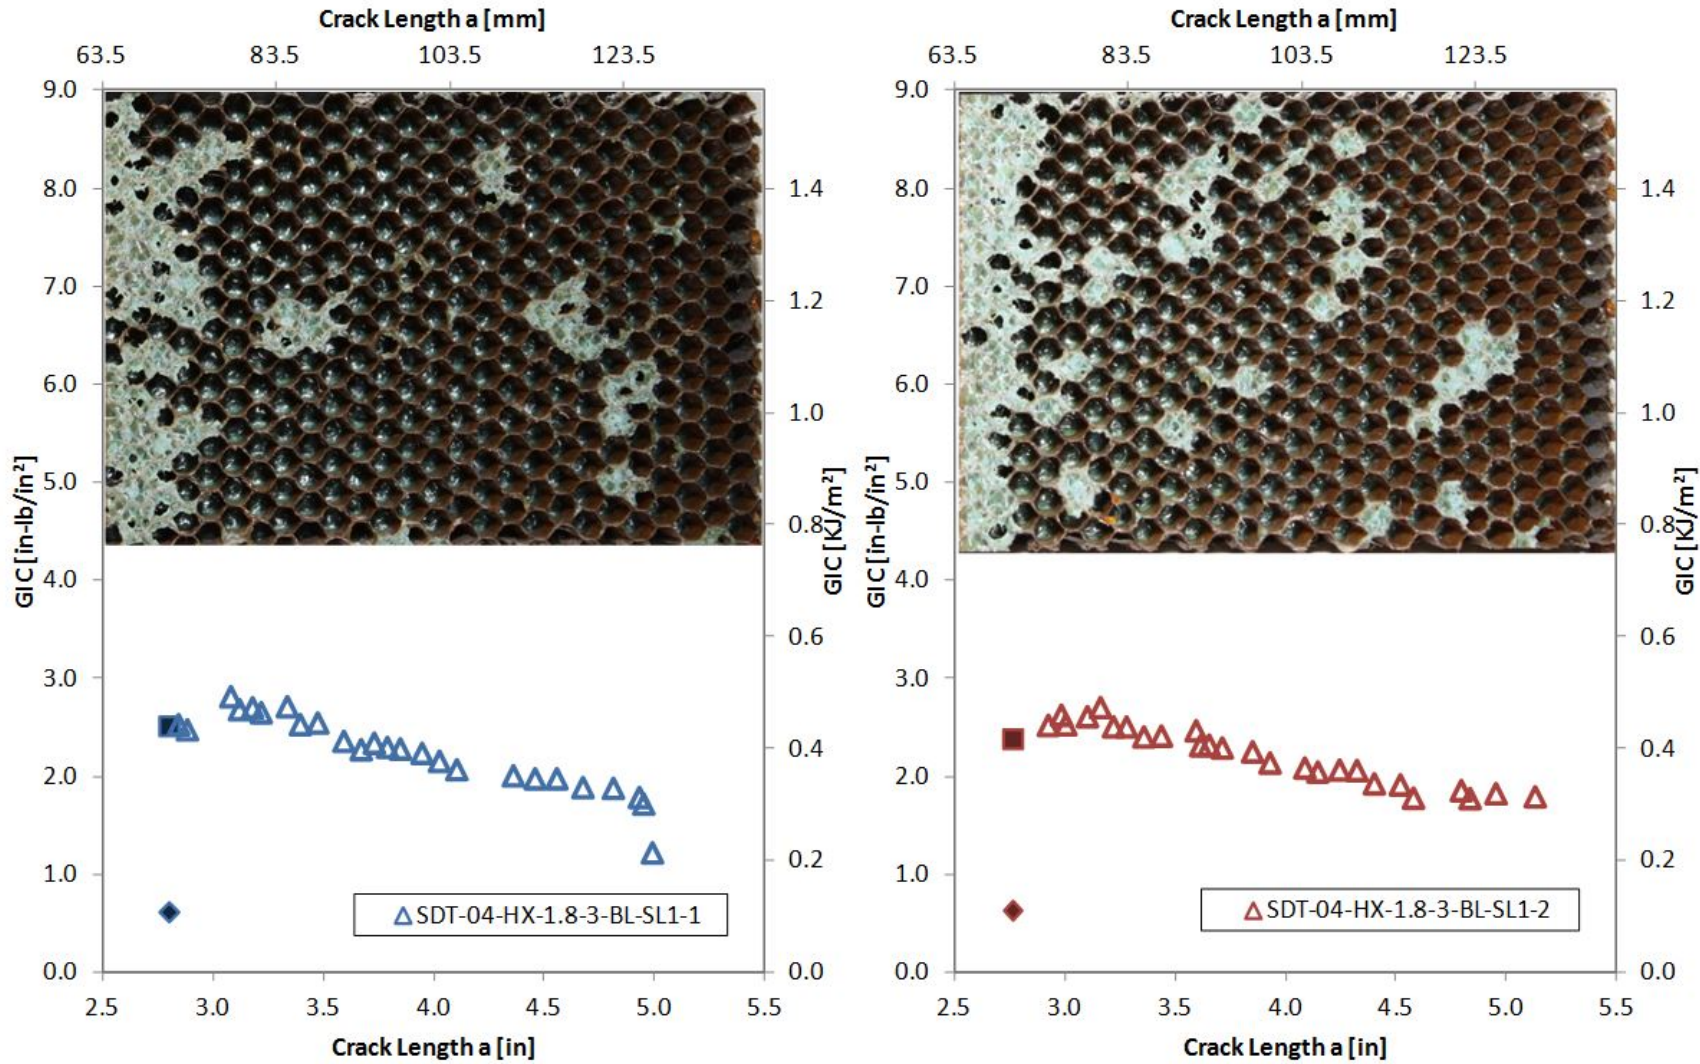 Crack Length a [mm]
63.5 83.5 103.5 123.5
9.0
8.0
7.0
6.0
5.0
4.0
3.0
2.0
1.0
0.0
GIC [in-lb/in²]
1.4
1.2
1.0
0.8
0.6
0.4
0.2
0.0
GIC [KJ/m²]
SDT-04-HX-1.8-3-BL-SL1-1
2.5 3.0 3.5 4.0 4.5 5.0 5.5
Crack Length a [in]
Crack Length a [mm]
63.5 83.5 103.5 123.5
9.0
8.0
7.0
6.0
5.0
4.0
3.0
2.0
1.0
0.0
GIC [in-lb/in²]
1.4
1.2
1.0
0.8
0.6
0.4
0.2
0.0
GIC [KJ/m²]
SDT-04-HX-1.8-3-BL-SL1-2
2.5 3.0 3.5 4.0 4.5 5.0 5.5
Crack Length a [in]